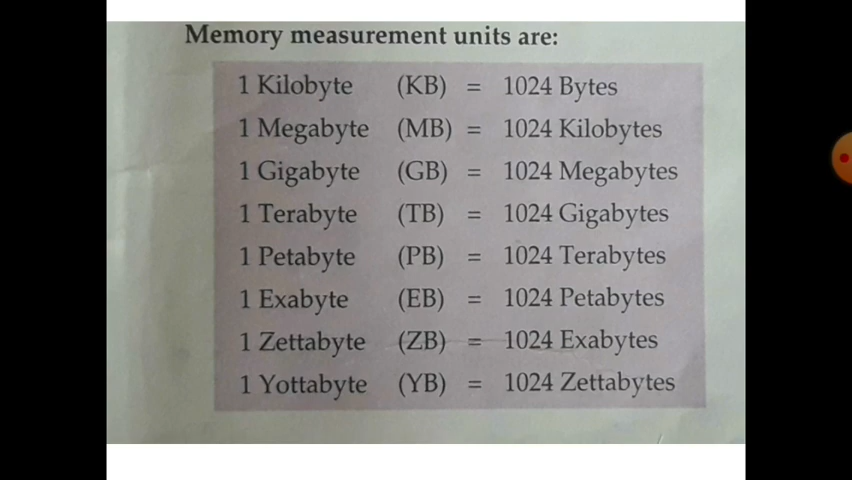 Memory measurement units are:
1 Kilobyte (KB) = 1024 Bytes
1 Megabyte (MB) = 1024 Kilobytes
1 Gigabyte (GB) = 1024 Megabytes
1 Terabyte (TB) = 1024 Gigabytes
1 Petabyte (PB) = 1024 Terabytes
1 Exabyte (EB) = 1024 Petabytes
1 Zettabyte (ZB) = 1024 Exabytes
1 Yottabyte (YB) = 1024 Zettabytes